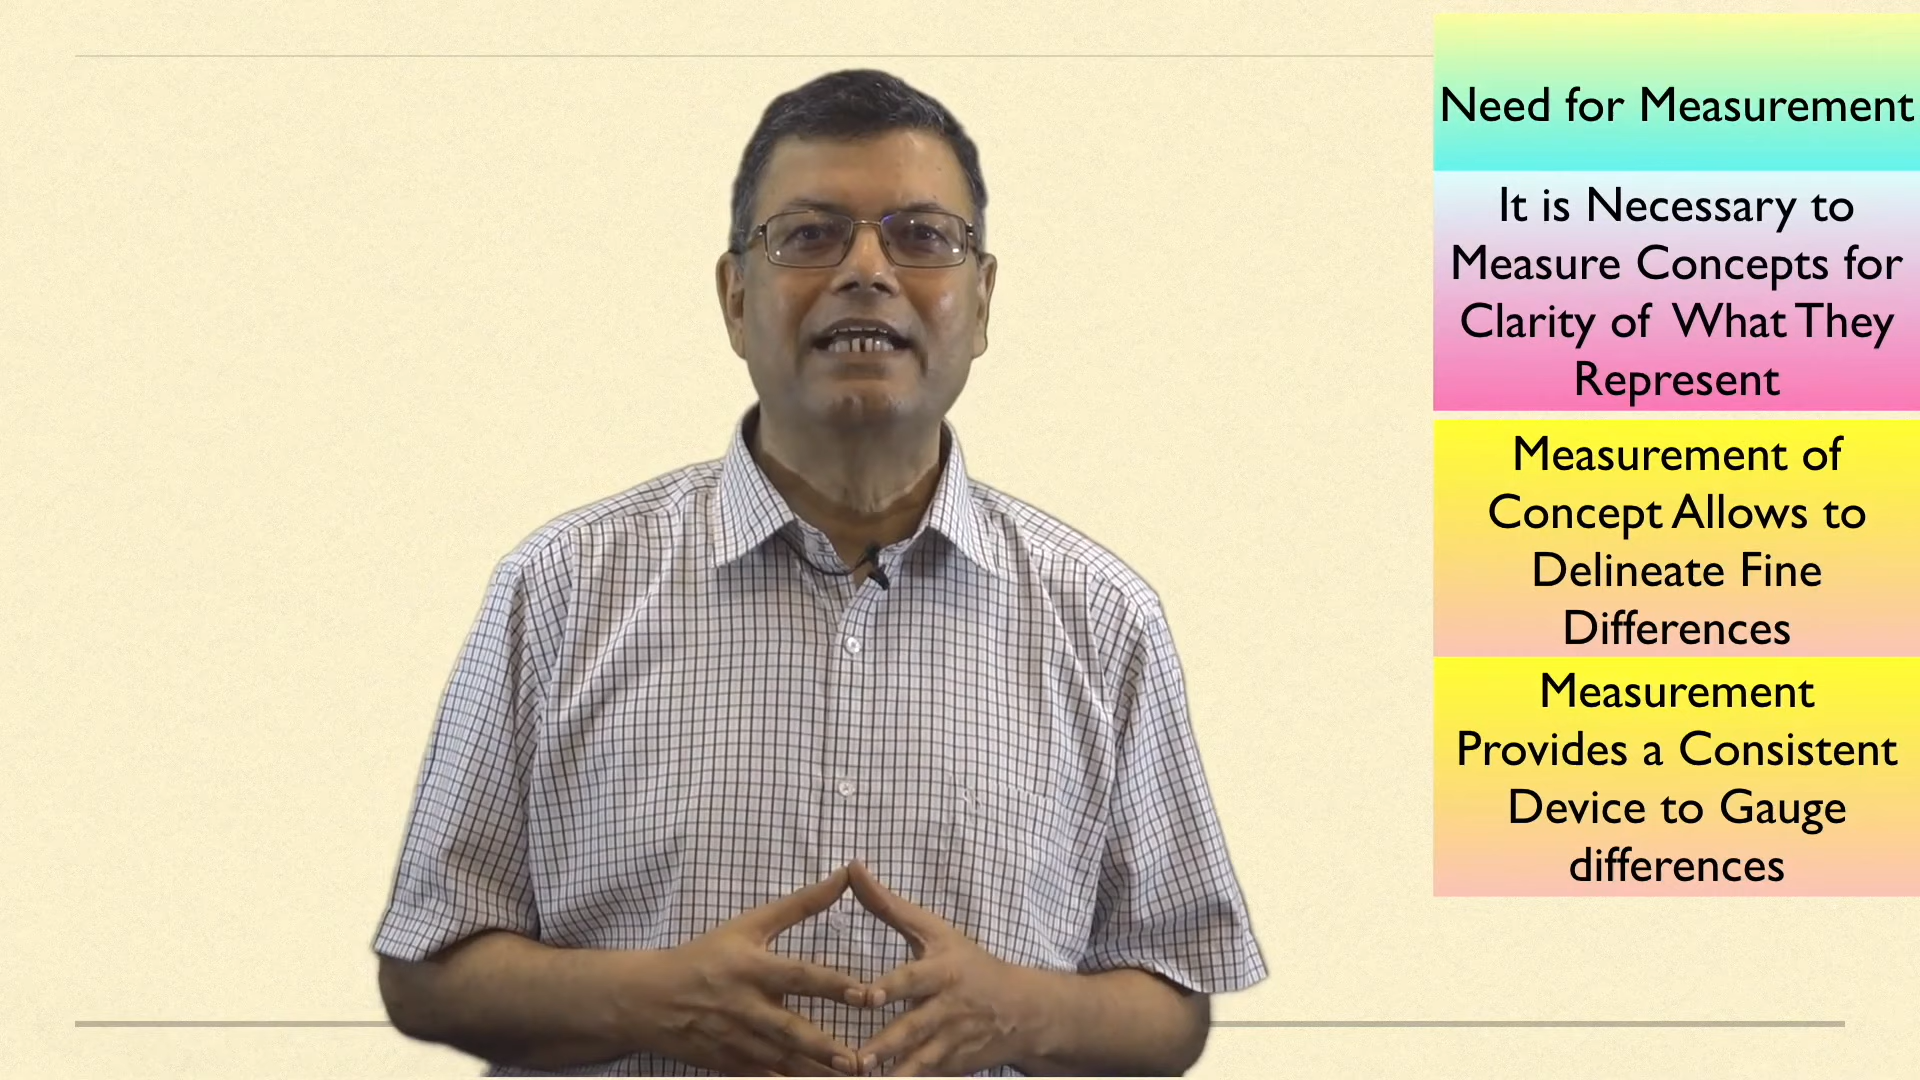 Need for Measurement
It is Necessary to
Measure Concepts for
Clarity of What They
Represent
Measurement of
Concept Allows to
Delineate Fine
Differences
Measurement
Provides a Consistent
Device to Gauge
differences